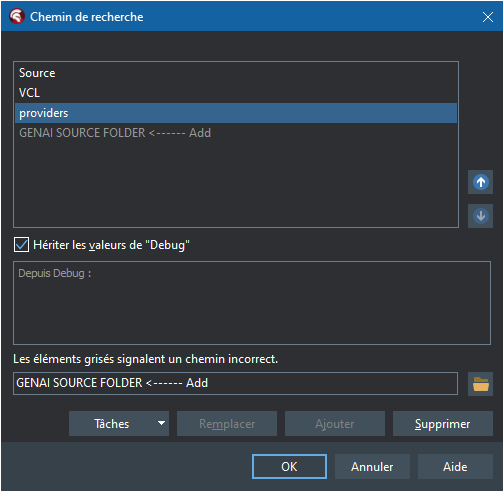 Chemin de recherche
Source
VCL
providers
GENAI SOURCE FOLDER <------ Add
Hériter les valeurs de "Debug"
Depuis Debug :
Les éléments grisés signalent un chemin incorrect.
GENAI SOURCE FOLDER <------ Add
Tâches
Remplacer
Ajouter
Supprimer
OK
Annuler
Aide